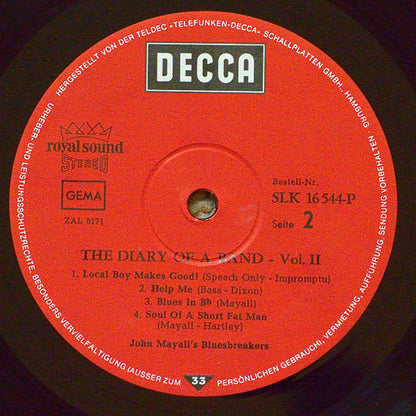 HERGESTELLT VON DER TELDEC »TELEFUNKEN-DECCA« SCHALLPLATTEN GMBH., HAMBURG
URHEBER- UND LEISTUNGSSCHUTZRECHTE, BESONDERS VERVIELFÄLTIGUNG (AUSSER ZUM PERSÖNLICHEN GEBRAUCH), VERMIETUNG, AUFFÜHRUNG, SENDUNG VORBEHALTEN.
DECCA
royal sound
STEREO
GEMA
ZAL 8171
Bestell-Nr.
SLK 16 544-P
Seite 2
THE DIARY OF A BAND - Vol. II
1. Local Boy Makes Good! (Speech Only - Impromptu)
2. Help Me (Bass - Dixon)
3. Blues In Bb (Mayall)
4. Soul Of A Short Fat Man
(Mayall - Hartley)
John Mayall's Bluesbreakers
33